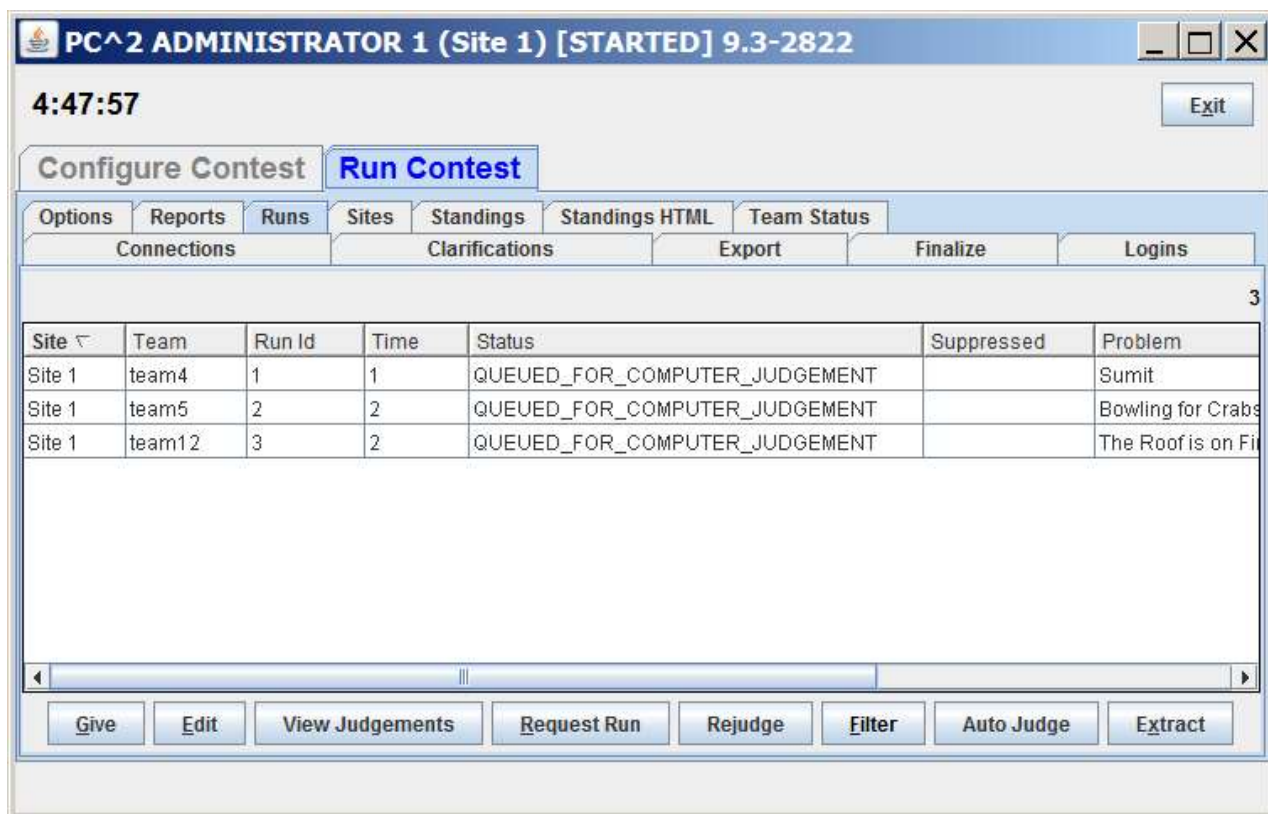 PC^2 ADMINISTRATOR 1 (Site 1) [STARTED] 9.3-2822
4:47:57 Exit
Configure Contest Run Contest
Options Reports Runs Sites Standings Standings HTML Team Status
Connections Clarifications Export Finalize Logins
3
Site Team Run Id Time Status Suppressed Problem
Site 1 team4 1 1 QUEUED_FOR_COMPUTER_JUDGEMENT Sumit
Site 1 team5 2 2 QUEUED_FOR_COMPUTER_JUDGEMENT Bowling for Crabs
Site 1 team12 3 2 QUEUED_FOR_COMPUTER_JUDGEMENT The Roof is on Fi
Give Edit View Judgements Request Run Rejudge Filter Auto Judge Extract